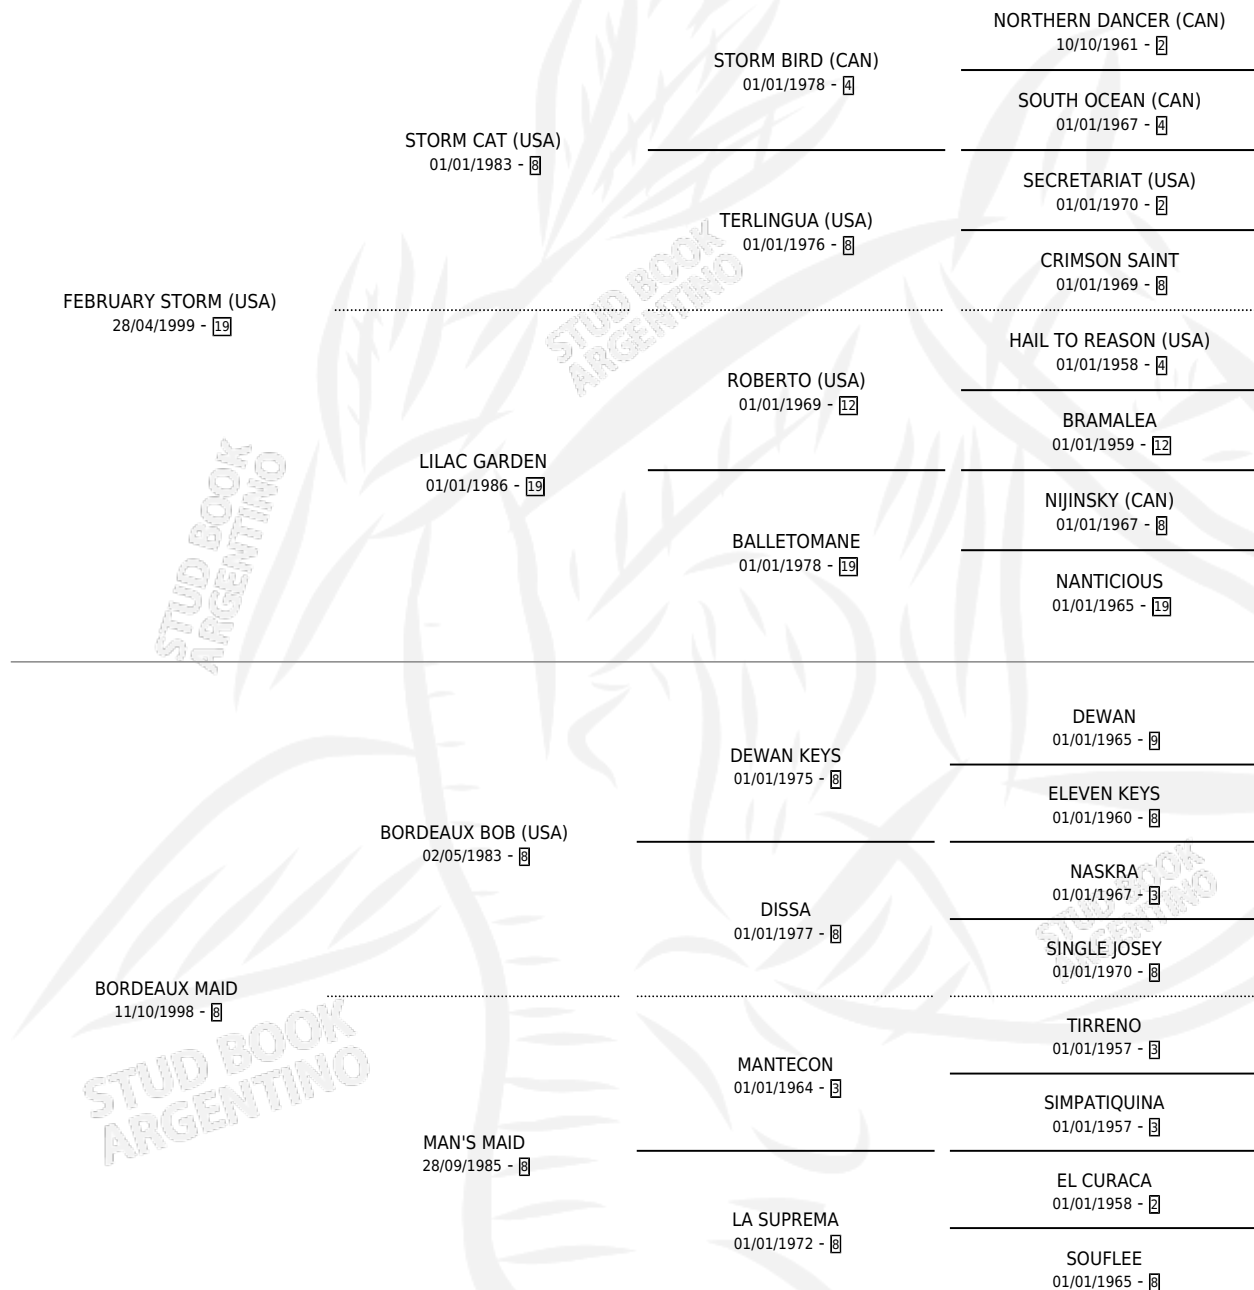 NORTHERN DANCER (CAN)
10/10/1961 - 2
STORM BIRD (CAN)
01/01/1978 - 4
SOUTH OCEAN (CAN)
01/01/1967 - 4
STORM CAT (USA)
01/01/1983 - 8
SECRETARIAT (USA)
01/01/1970 - 2
TERLINGUA (USA)
01/01/1976 - 8
CRIMSON SAINT
01/01/1969 - 8
FEBRUARY STORM (USA)
28/04/1999 - 19
HAIL TO REASON (USA)
01/01/1958 - 4
ROBERTO (USA)
01/01/1969 - 12
BRAMALEA
01/01/1959 - 12
LILAC GARDEN
01/01/1986 - 19
NIJINSKY (CAN)
01/01/1967 - 8
BALLETOMANE
01/01/1978 - 19
NANTICIOUS
01/01/1965 - 19
DEWAN
01/01/1965 - 9
DEWAN KEYS
01/01/1975 - 8
ELEVEN KEYS
01/01/1960 - 8
BORDEAUX BOB (USA)
02/05/1983 - 8
NASKRA
01/01/1967 - 3
DISSA
01/01/1977 - 8
SINGLE JOSEY
01/01/1970 - 8
BORDEAUX MAID
11/10/1998 - 8
TIRRENO
01/01/1957 - 3
MANTECON
01/01/1964 - 3
SIMPATIQUINA
01/01/1957 - 3
MAN'S MAID
28/09/1985 - 8
EL CURACA
01/01/1958 - 2
LA SUPREMA
01/01/1972 - 8
SOUFLEE
01/01/1965 - 8
STUD BOOK
ARGENTINO
STUD BOOK
ARGENTINO
STUD BOOK
ARGENTINO
STUD BOOK
ARGENTINO